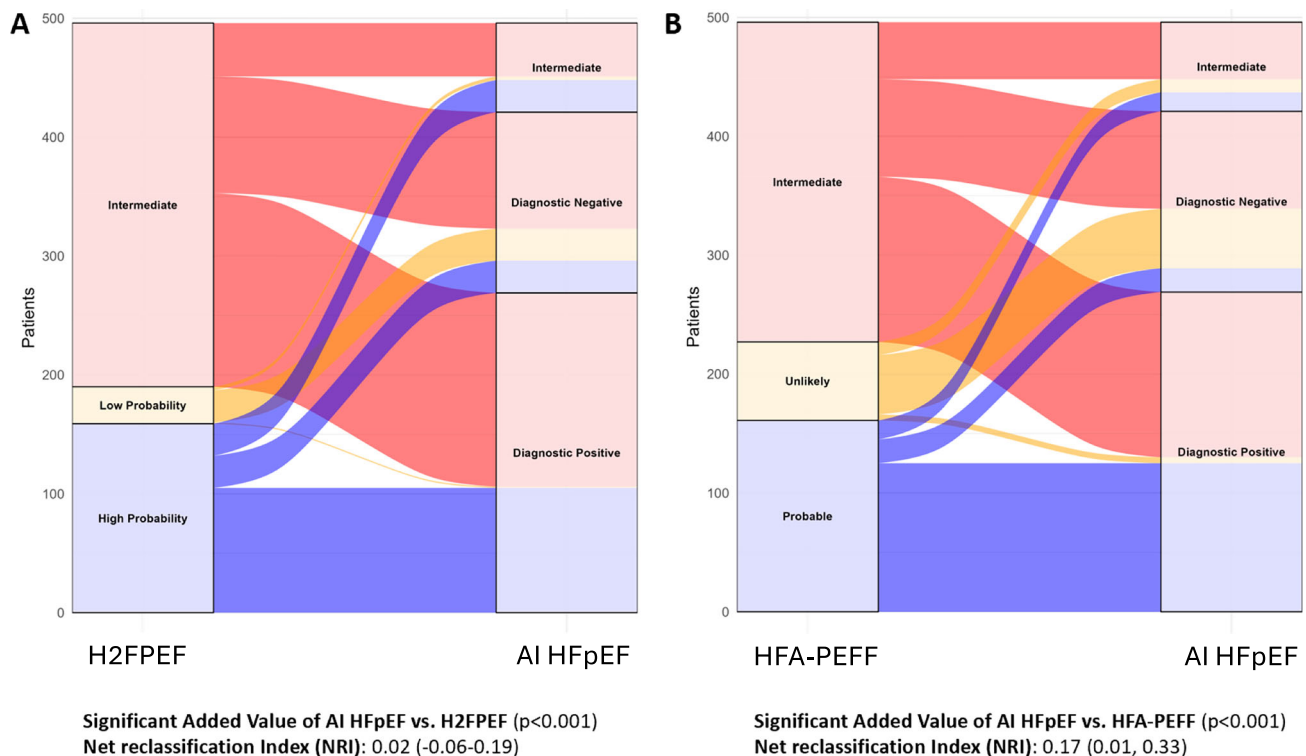 A
500
400
300
200
100
0
Patients
Intermediate
Low Probability
High Probability
Intermediate
Diagnostic Negative
Diagnostic Positive
H2FPEF
AI HFpEF
Significant Added Value of AI HFpEF vs. H2FPEF (p<0.001)
Net reclassification Index (NRI): 0.02 (-0.06-0.19)
B
500
400
300
200
100
0
Patients
Intermediate
Unlikely
Probable
Intermediate
Diagnostic Negative
Diagnostic Positive
HFA-PEFF
AI HFpEF
Significant Added Value of AI HFpEF vs. HFA-PEFF (p<0.001)
Net reclassification Index (NRI): 0.17 (0.01, 0.33)